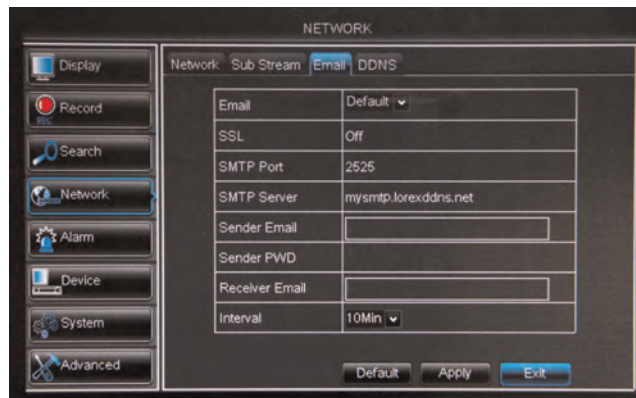 NETWORK
Display
Record
REC
Search
Network
Alarm
Device
System
Advanced
Network Sub Stream Email DDNS
Email Default
SSL Off
SMTP Port 2525
SMTP Server mysmtp.lorexddns.net
Sender Email
Sender PWD
Receiver Email
Interval 10Min
Default Apply Exit